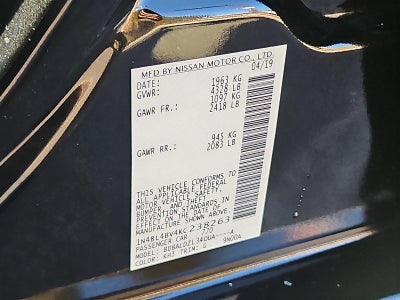 MFD BY NISSAN MOTOR CO., LTD.
DATE: 04/19
GVWR: 1963 KG
4328 LB
GAWR FR.: 1097 KG
2418 LB
GAWR RR.: 945 KG
2083 LB
THIS VEHICLE CONFORMS TO
ALL APPLICABLE FEDERAL
MOTOR VEHICLE SAFETY,
BUMPER, AND THEFT
PREVENTION STANDARDS IN
EFFECT ON THE DATE OF
MANUFACTURE SHOWN ABOVE.
1N4BL4BV4KC238263
PASSENGER CAR
MODEL:
COLOR: KH3 TRIM: G